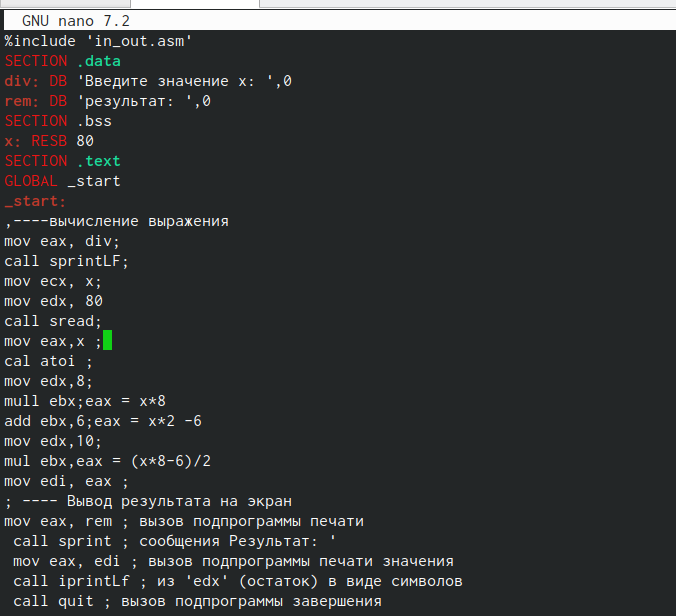 GNU nano 7.2
%include 'in_out.asm'
SECTION .data
div: DB 'Введите значение x: ',0
rem: DB 'результат: ',0
SECTION .bss
x: RESB 80
SECTION .text
GLOBAL _start
_start:
,----вычисление выражения
mov eax, div;
call sprintLF;
mov ecx, x;
mov edx, 80
call sread;
mov eax,x ;
cal atoi ;
mov edx,8;
mull ebx;eax = x*8
add ebx,6;eax = x*2 -6
mov edx,10;
mul ebx,eax = (x*8-6)/2
mov edi, eax ;
; ---- Вывод результата на экран
mov eax, rem ; вызов подпрограммы печати
call sprint ; сообщения Результат: '
mov eax, edi ; вызов подпрограммы печати значения
call iprintLf ; из 'edx' (остаток) в виде символов
call quit ; вызов подпрограммы завершения